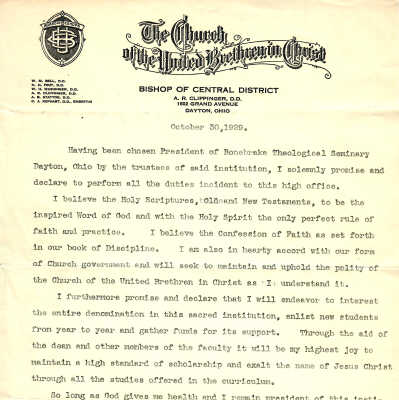 The Church
of the United Brethren in Christ
BISHOP OF CENTRAL DISTRICT
A. R. CLIPPINGER, D.D.
1602 GRAND AVENUE
DAYTON, OHIO
W. M. BELL, D.D.
A. R. CLIPPINGER, D.D.
October 30,1929.
Having been chosen President of Bonebrake Theological Seminary
Dayton, Ohio by the trustees of said institution, I solemnly promise and
declare to perform all the duties incident to this high office.
I believe the Holy Scriptures, Old and New Testaments, to be the
inspired Word of God and with the Holy Spirit the only perfect rule of
faith and practice. I believe the Confession of Faith as set forth
in our book of Discipline. I am also in hearty accord with our form
of Church government and will seek to maintain and uphold the polity of
the Church of the United Brethren in Christ as I understand it.
I furthermore promise and declare that I will endeavor to interest
the entire denomination in this sacred institution, enlist new students
from year to year and gather funds for its support. Through the aid of
the dean and other members of the faculty it will be my highest joy to
maintain a high standard of scholarship and exalt the name of Jesus Christ
through all the studies offered in the curriculum.
So long as God gives me health and I remain president of this insti-